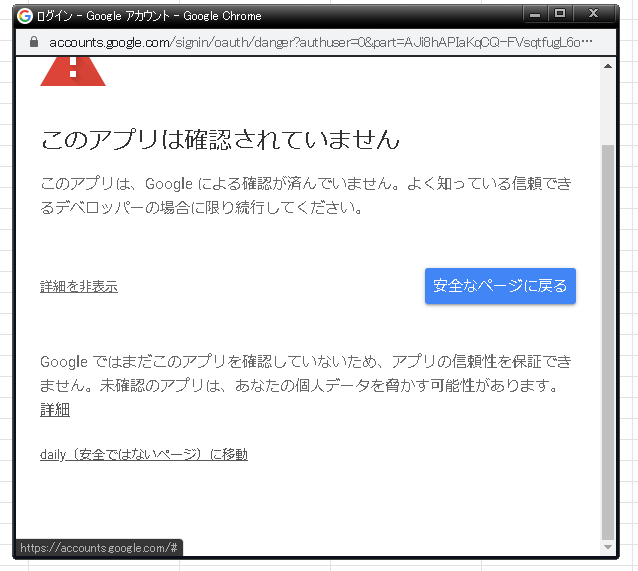 ログイン - Google アカウント - Google Chrome
accounts.google.com/signin/oauth/danger?authuser=0&part=AJi8hAPIaKqCQ-FVsqtfugL6o…
このアプリは確認されていません
このアプリは、Google による確認が済んでいません。よく知っている信頼でき
るデベロッパーの場合に限り続行してください。
詳細を非表示
安全なページに戻る
Google ではまだこのアプリを確認していないため、アプリの信頼性を保証でき
ません。未確認のアプリは、あなたの個人データを脅かす可能性があります。
詳細
daily（安全ではないページ）に移動
https://accounts.google.com/#